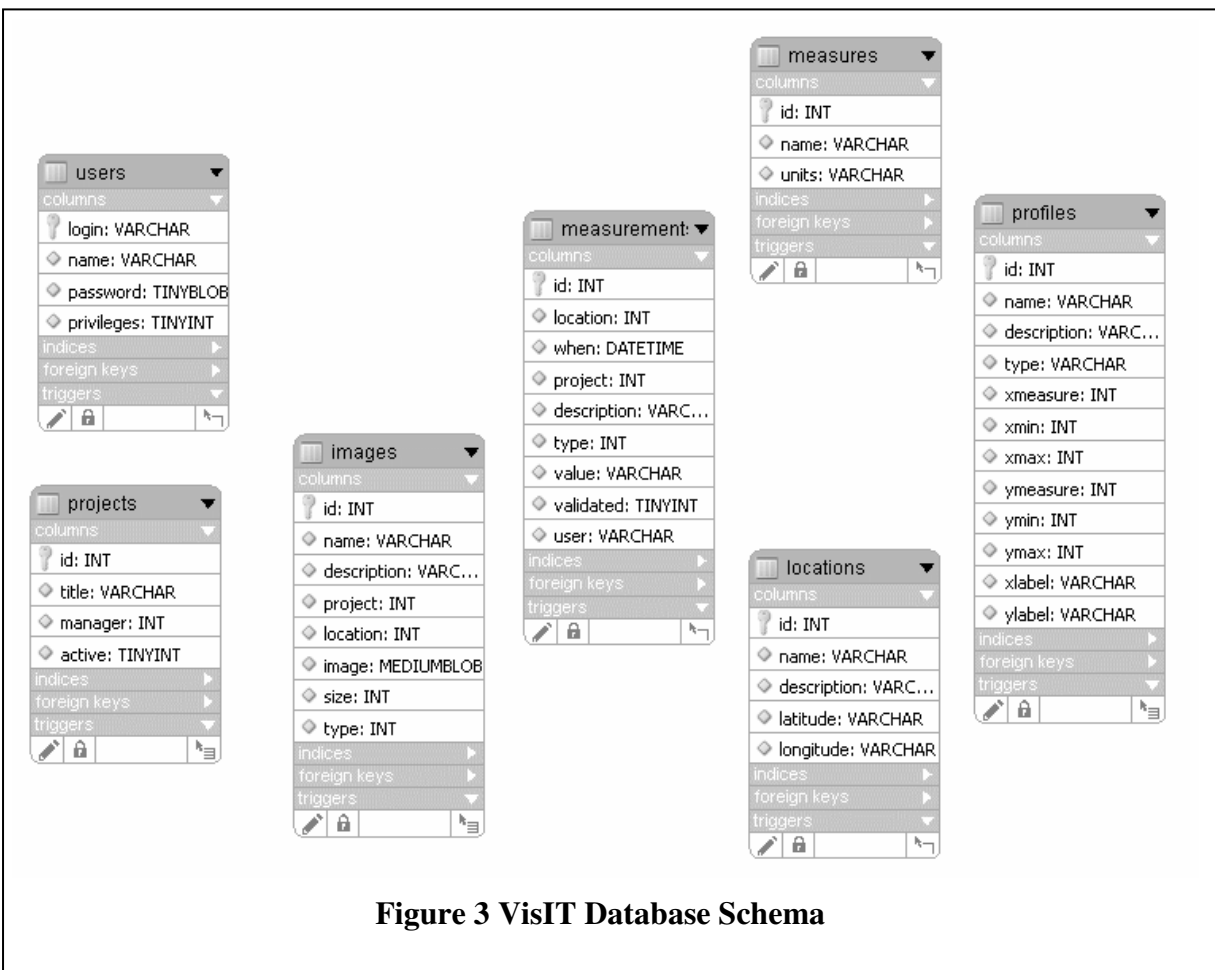 users
columns
login: VARCHAR
name: VARCHAR
password: TINYBLOB
privileges: TINYINT
indices
foreign keys
triggers
projects
columns
id: INT
title: VARCHAR
manager: INT
active: TINYINT
indices
foreign keys
triggers
images
columns
id: INT
name: VARCHAR
description: VARC...
project: INT
location: INT
image: MEDIUMBLOB
size: INT
type: INT
indices
foreign keys
triggers
measurement:
columns
id: INT
location: INT
when: DATETIME
project: INT
description: VARC...
type: INT
value: VARCHAR
validated: TINYINT
user: VARCHAR
indices
foreign keys
triggers
measures
columns
id: INT
name: VARCHAR
units: VARCHAR
indices
foreign keys
triggers
locations
columns
id: INT
name: VARCHAR
description: VARC...
latitude: VARCHAR
longitude: VARCHAR
indices
foreign keys
triggers
profiles
columns
id: INT
name: VARCHAR
description: VARC...
type: VARCHAR
xmeasure: INT
xmin: INT
xmax: INT
ymeasure: INT
ymin: INT
ymax: INT
xlabel: VARCHAR
ylabel: VARCHAR
indices
foreign keys
triggers
Figure 3 VisIT Database Schema